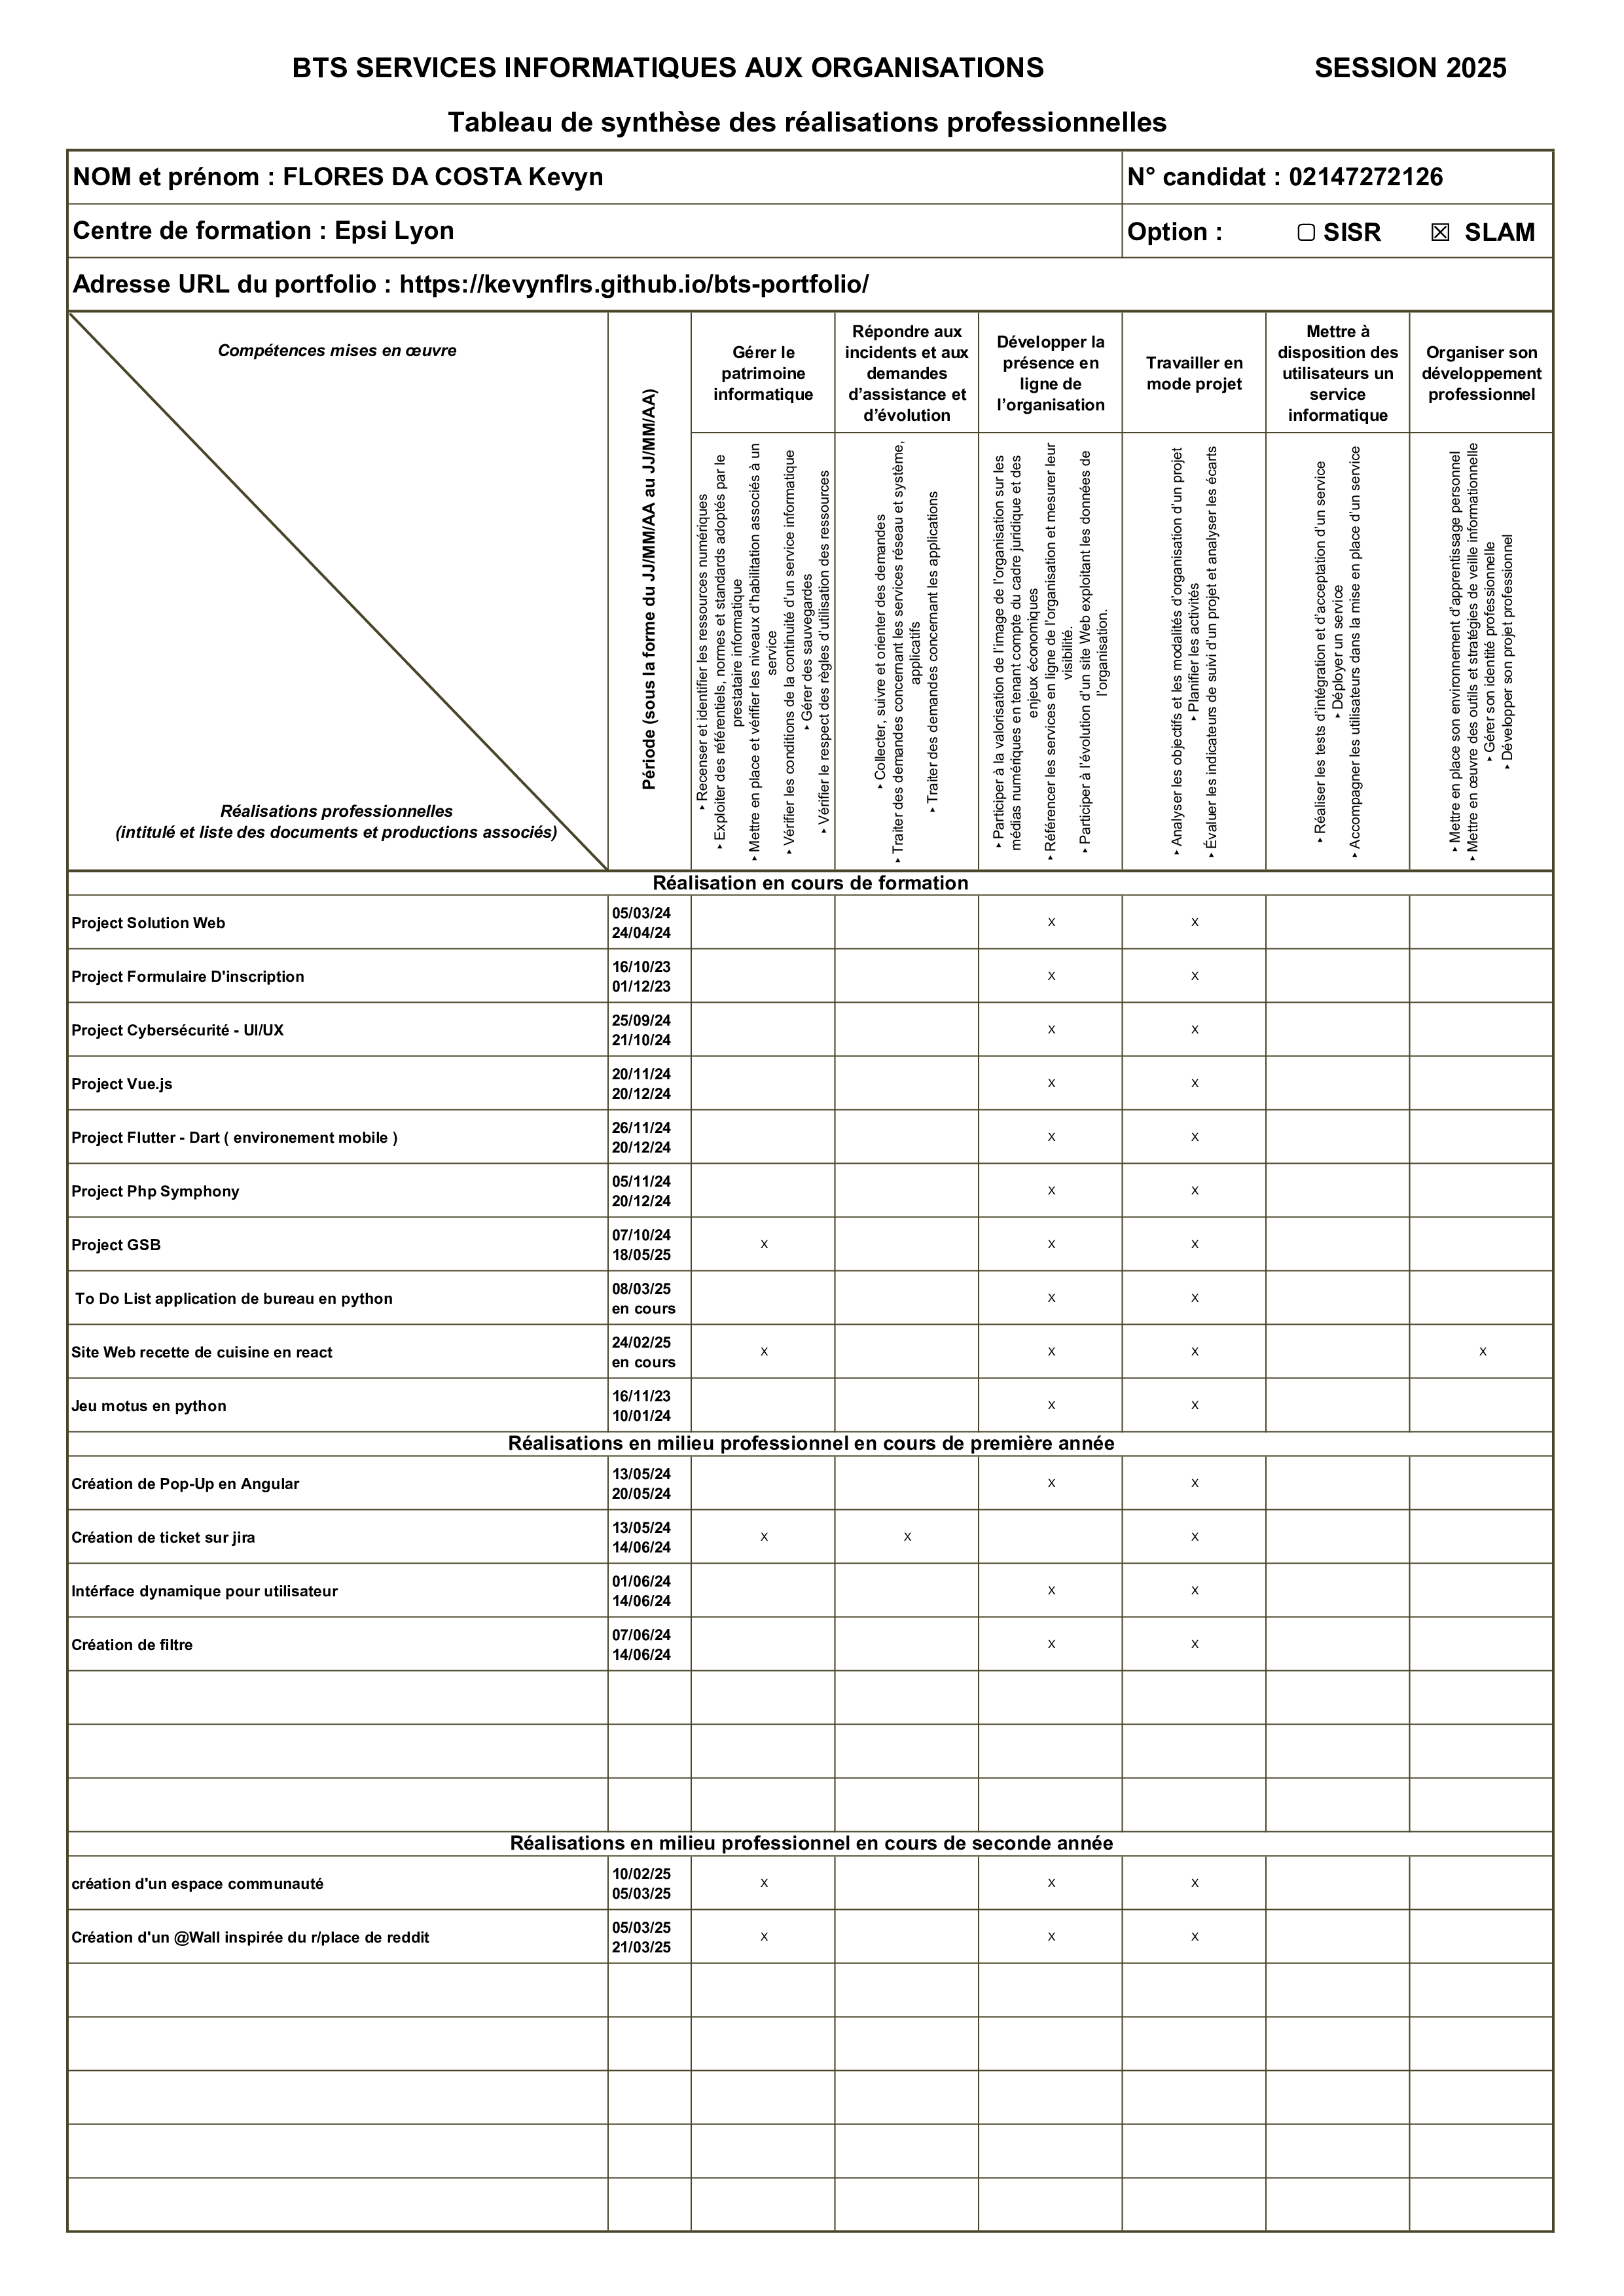 BTS SERVICES INFORMATIQUES AUX ORGANISATIONS SESSION 2025
Tableau de synthèse des réalisations professionnelles
NOM et prénom : FLORES DA COSTA Kevyn
N° candidat : 02147272126
Centre de formation : Epsi Lyon
Option : ▢ SISR ☒ SLAM
Adresse URL du portfolio : https://kevynflrs.github.io/bts-portfolio/
Compétences mises en œuvre
Réalisations professionnelles
(intitulé et liste des documents et productions associés)
Période (sous la forme du JJ/MM/AA au JJ/MM/AA)
Gérer le
patrimoine
informatique
Répondre aux
incidents et aux
demandes
d’assistance et
d’évolution
Développer la
présence en
ligne de
l’organisation
Travailler en
mode projet
Mettre à
disposition des
utilisateurs un
service
informatique
Organiser son
développement
professionnel
‣ Recenser et identifier les ressources numériques
‣ Exploiter des référentiels, normes et standards adoptés par le
prestataire informatique
‣ Mettre en place et vérifier les niveaux d’habilitation associés à un
service
‣ Vérifier les conditions de la continuité d’un service informatique
‣ Gérer des sauvegardes
‣ Vérifier le respect des règles d’utilisation des ressources
‣ Collecter, suivre et orienter des demandes
‣ Traiter des demandes concernant les services réseau et système,
applicatifs
‣ Traiter des demandes concernant les applications
‣ Participer à la valorisation de l’image de l’organisation sur les
médias numériques en tenant compte du cadre juridique et des
enjeux économiques
‣ Référencer les services en ligne de l’organisation et mesurer leur
visibilité.
‣ Participer à l’évolution d’un site Web exploitant les données de
l’organisation.
‣ Analyser les objectifs et les modalités d’organisation d’un projet
‣ Planifier les activités
‣ Évaluer les indicateurs de suivi d’un projet et analyser les écarts
‣ Réaliser les tests d’intégration et d’acceptation d’un service
‣ Déployer un service
‣ Accompagner les utilisateurs dans la mise en place d’un service
‣ Mettre en place son environnement d’apprentissage personnel
‣ Mettre en œuvre des outils et stratégies de veille informationnelle
‣ Gérer son identité professionnelle
‣ Développer son projet professionnel
Réalisation en cours de formation
Project Solution Web
05/03/24
24/04/24
x x
Project Formulaire D'inscription
16/10/23
01/12/23
x x
Project Cybersécurité - UI/UX
25/09/24
21/10/24
x x
Project Vue.js
20/11/24
20/12/24
x x
Project Flutter - Dart ( environement mobile )
26/11/24
20/12/24
x x
Project Php Symphony
05/11/24
20/12/24
x x
Project GSB
07/10/24
18/05/25
x x x
To Do List application de bureau en python
08/03/25
en cours
x x
Site Web recette de cuisine en react
24/02/25
en cours
x x x x
Jeu motus en python
16/11/23
10/01/24
x x
Réalisations en milieu professionnel en cours de première année
Création de Pop-Up en Angular
13/05/24
20/05/24
x x
Création de ticket sur jira
13/05/24
14/06/24
x x x
Intérface dynamique pour utilisateur
01/06/24
14/06/24
x x
Création de filtre
07/06/24
14/06/24
x x
Réalisations en milieu professionnel en cours de seconde année
création d'un espace communauté
10/02/25
05/03/25
x x x
Création d'un @Wall inspirée du r/place de reddit
05/03/25
21/03/25
x x x